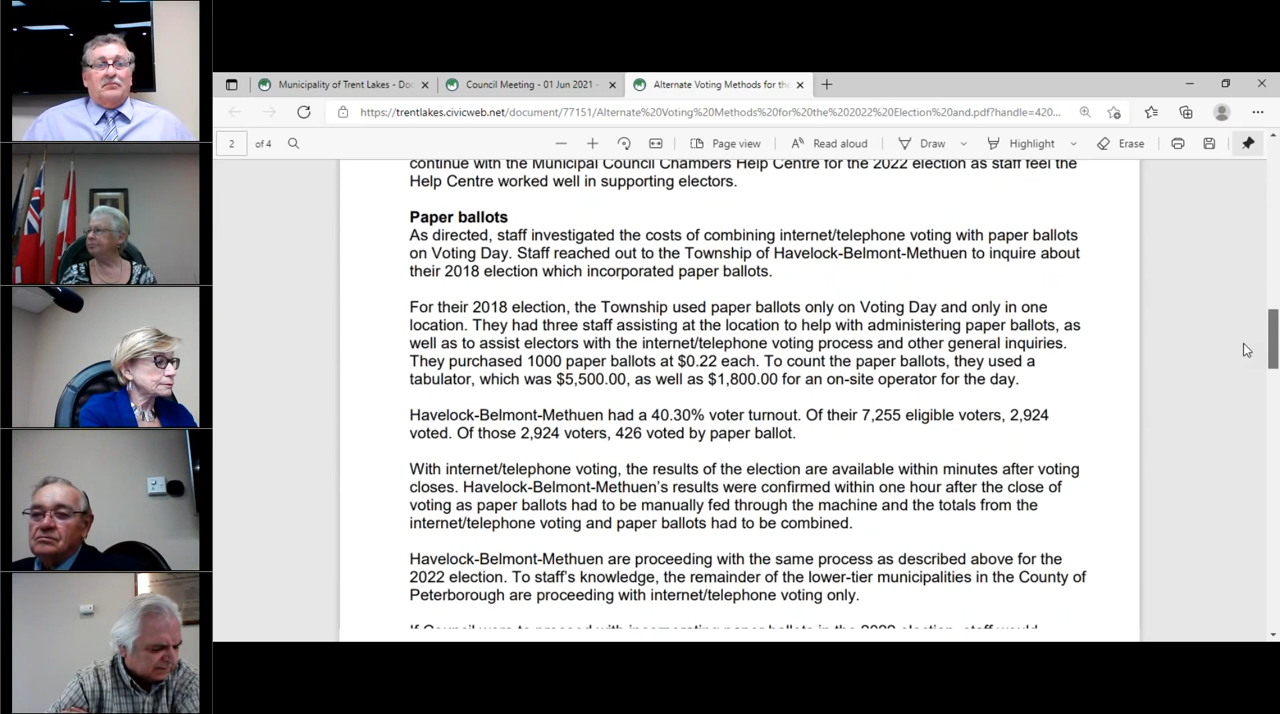 Municipality of Trent Lakes - Doc
Council Meeting - 01 Jun 2021 -
Alternate Voting Methods for the
https://trentlakes.civicweb.net/document/77151/Alternate%20Voting%20Methods%20for%20the%202022%20Election%20and.pdf?handle=420...
2 of 4 Page view Read aloud Draw Highlight Erase
continue with the Municipal Council Chambers Help Centre for the 2022 election as staff feel the
Help Centre worked well in supporting electors.
Paper ballots
As directed, staff investigated the costs of combining internet/telephone voting with paper ballots
on Voting Day. Staff reached out to the Township of Havelock-Belmont-Methuen to inquire about
their 2018 election which incorporated paper ballots.
For their 2018 election, the Township used paper ballots only on Voting Day and only in one
location. They had three staff assisting at the location to help with administering paper ballots, as
well as to assist electors with the internet/telephone voting process and other general inquiries.
They purchased 1000 paper ballots at $0.22 each. To count the paper ballots, they used a
tabulator, which was $5,500.00, as well as $1,800.00 for an on-site operator for the day.
Havelock-Belmont-Methuen had a 40.30% voter turnout. Of their 7,255 eligible voters, 2,924
voted. Of those 2,924 voters, 426 voted by paper ballot.
With internet/telephone voting, the results of the election are available within minutes after voting
closes. Havelock-Belmont-Methuen's results were confirmed within one hour after the close of
voting as paper ballots had to be manually fed through the machine and the totals from the
internet/telephone voting and paper ballots had to be combined.
Havelock-Belmont-Methuen are proceeding with the same process as described above for the
2022 election. To staff's knowledge, the remainder of the lower-tier municipalities in the County of
Peterborough are proceeding with internet/telephone voting only.
If Council were to proceed with incorporating paper ballots in the 2022 election, staff would